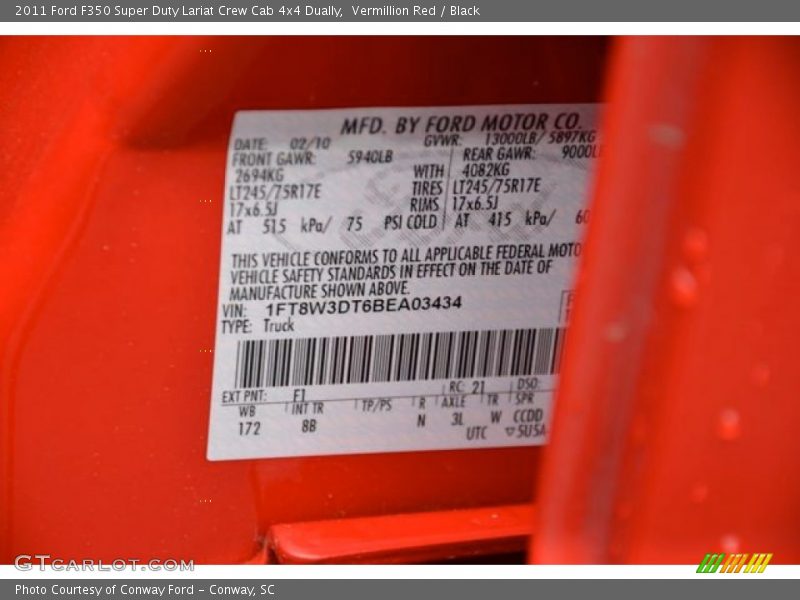 2011 Ford F350 Super Duty Lariat Crew Cab 4x4 Dually, Vermillion Red / Black
MFD. BY FORD MOTOR CO.
DATE: 02/10 GVWR: 13000LB/ 5897KG
FRONT GAWR: 5940LB REAR GAWR: 9000L
2694KG WITH 4082KG
LT245/75R17E TIRES LT245/75R17E
17x6.5J RIMS 17x6.5J
AT 515 kPa/ 75 PSI COLD AT 415 kPa/ 60
THIS VEHICLE CONFORMS TO ALL APPLICABLE FEDERAL MOTO
VEHICLE SAFETY STANDARDS IN EFFECT ON THE DATE OF
MANUFACTURE SHOWN ABOVE.
VIN: 1FT8W3DT6BEA03434
TYPE: Truck
EXT PNT: F1 RC: 21 DSO:
WB INT TR TP/PS R AXLE TR SPR
172 8B N 3L W CCDD
UTC ▽SUSA
GTCARLOT.COM
Photo Courtesy of Conway Ford - Conway, SC